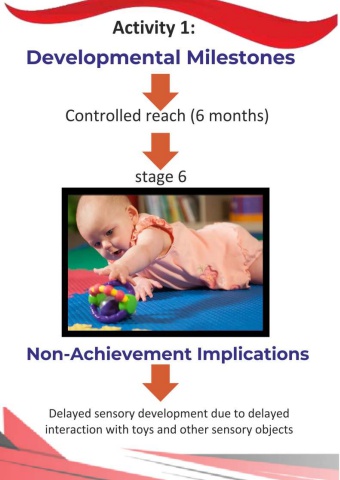 Activity 1:
Developmental Milestones
Controlled reach (6 months)
stage 6
Non-Achievement Implications
Delayed sensory development due to delayed
interaction with toys and other sensory objects